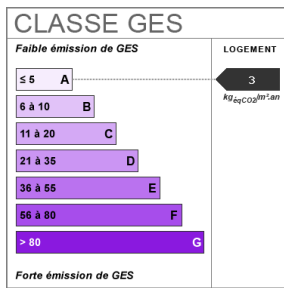 CLASSE GES
Faible émission de GES
LOGEMENT
≤ 5 A
3
kgéqCO2/m².an
6 à 10 B
11 à 20 C
21 à 35 D
36 à 55 E
56 à 80 F
> 80 G
Forte émission de GES